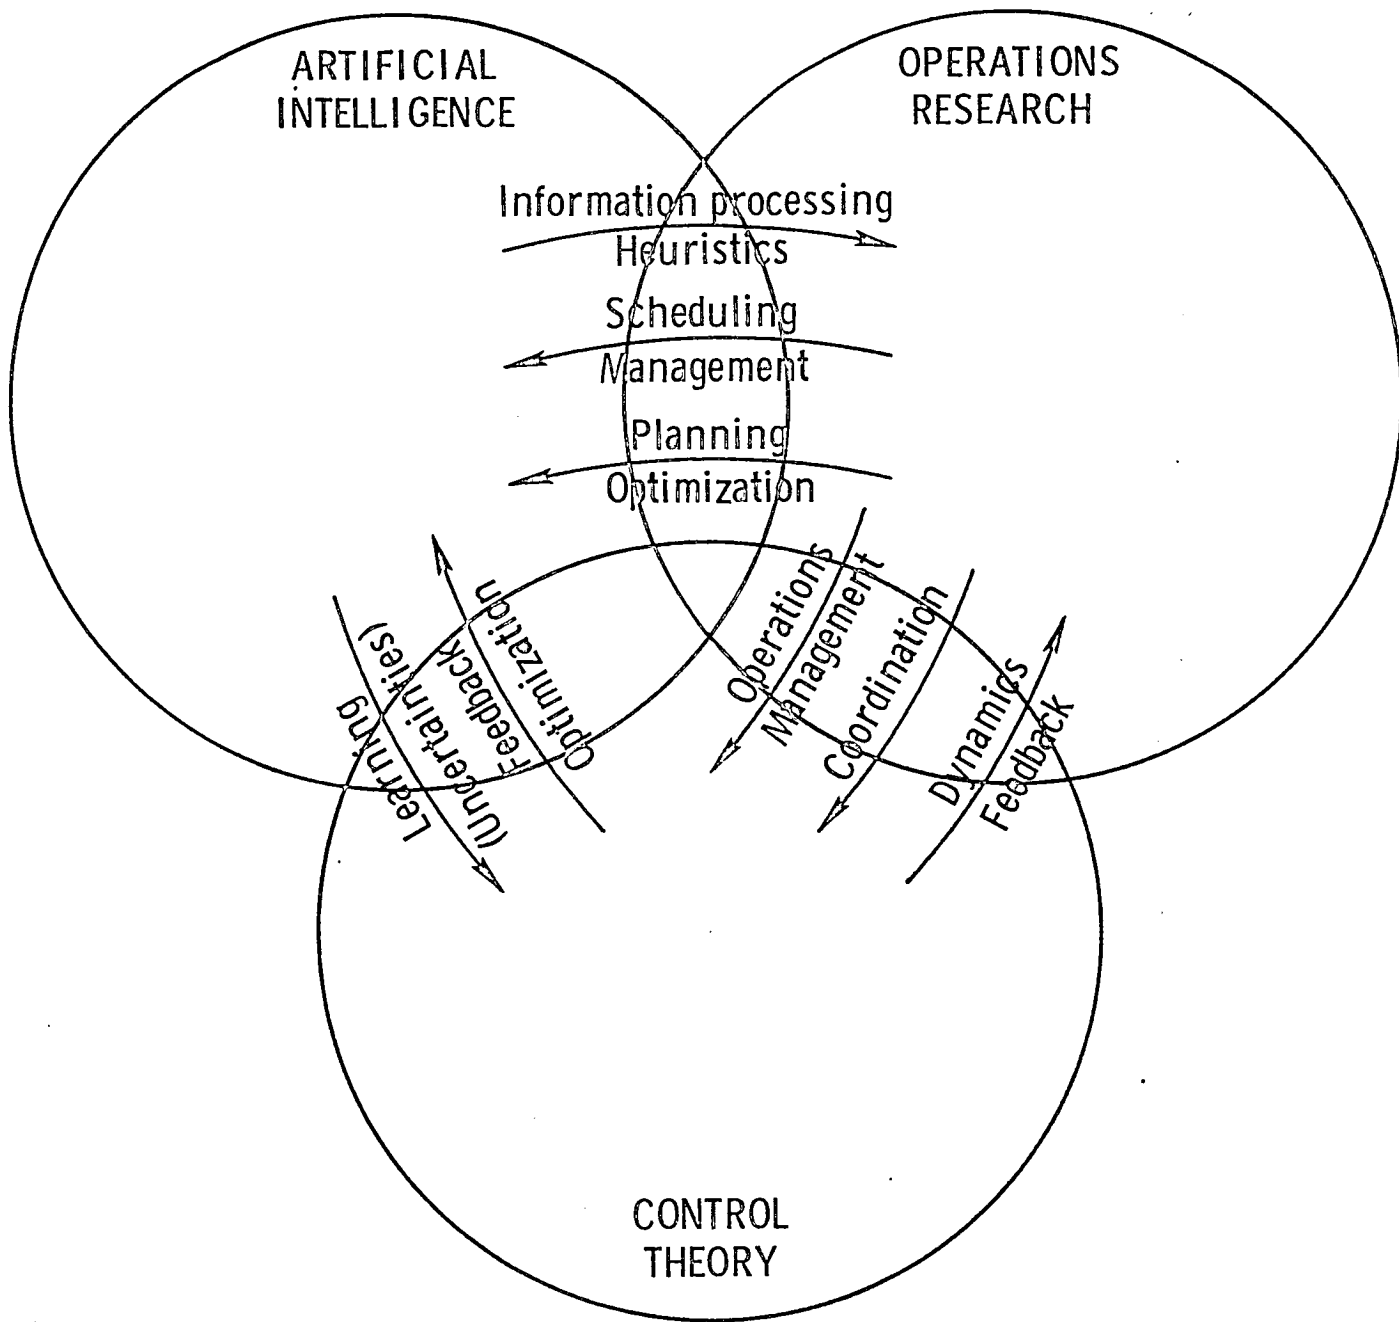 ARTIFICIAL
INTELLIGENCE
OPERATIONS
RESEARCH
Information processing
Heuristics
Scheduling
Management
Planning
Optimization
Learning
(Uncertainties)
Feedback
Optimization
Operations
Management
Coordination
Dynamics
Feedback
CONTROL
THEORY